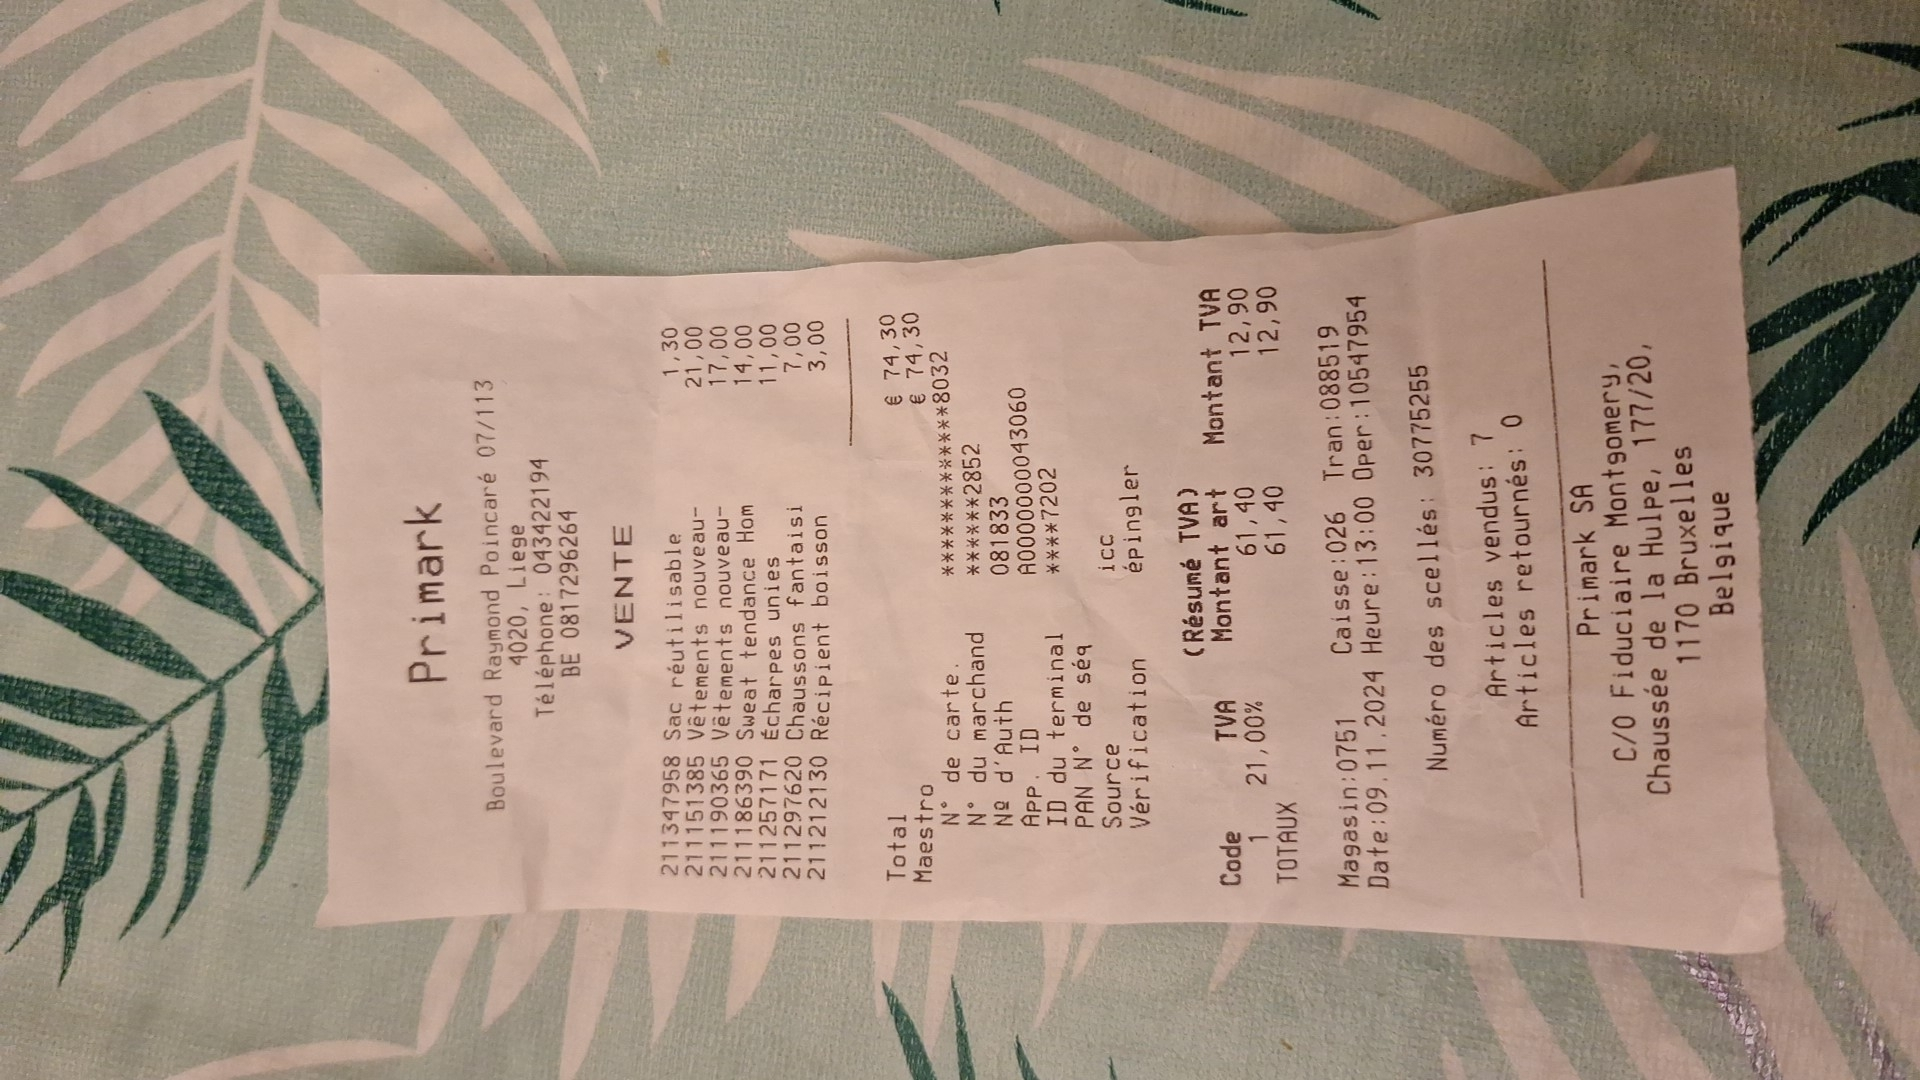 Primark
Boulevard Raymond Poincaré 07/113
4020, Liege
Téléphone: 043422194
BE 0817296264
VENTE
211347958 Sac réutilisable 1,30
211151385 Vêtements nouveau- 21,00
211190365 Vêtements nouveau- 17,00
211186390 Sweat tendance Hom 14,00
211257171 Écharpes unies 11,00
211297620 Chaussons fantaisi 7,00
211212130 Récipient boisson 3,00
Total € 74,30
Maestro € 74,30
N° de carte. ***************8032
N° du marchand ******2852
Nº d'Auth 081833
APP. ID A0000000043060
ID du terminal ****7202
PAN N° de séq
Source icc
Vérification épingler
(Résumé TVA)
Code TVA Montant art Montant TVA
1 21,00% 61,40 12,90
TOTAUX 61,40 12,90
Magasin:0751 Caisse:026 Tran:088519
Date:09.11.2024 Heure:13:00 Oper:10547954
Numéro des scellés: 30775255
Articles vendus: 7
Articles retournés: 0
Primark SA
C/O Fiduciaire Montgomery,
Chaussée de la Hulpe, 177/20,
1170 Bruxelles
Belgique